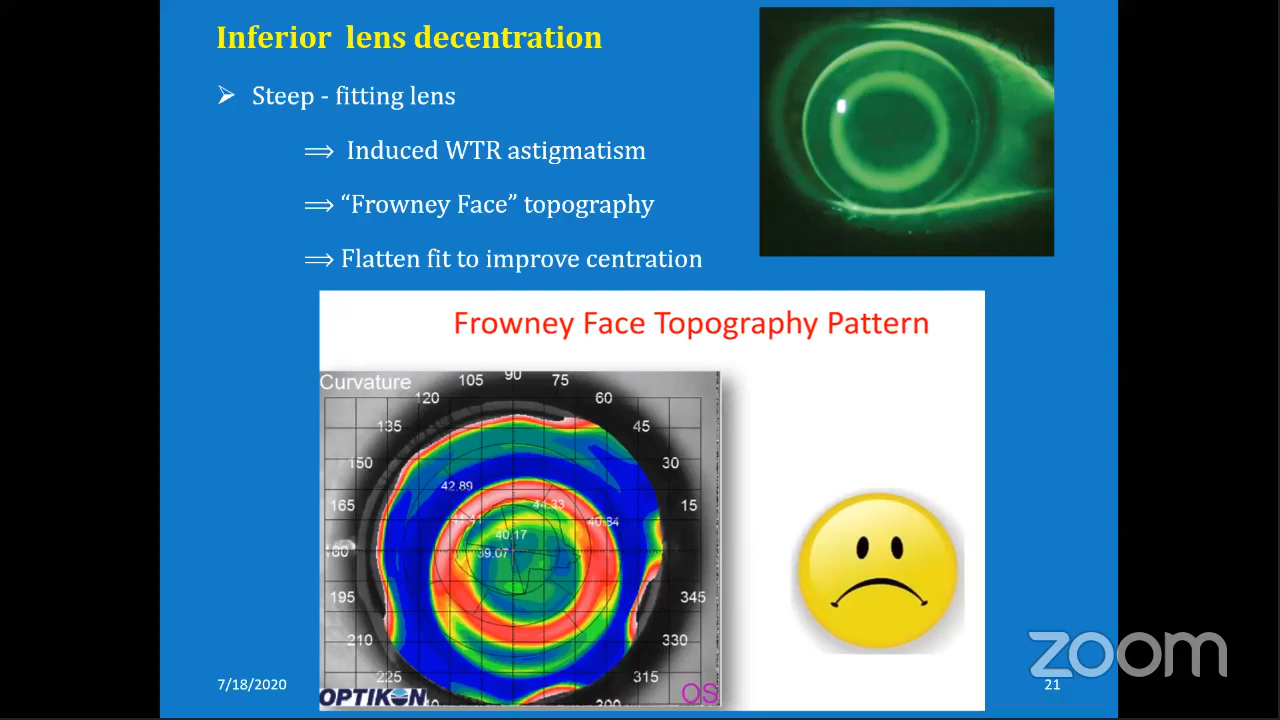 Inferior lens decentration
➢ Steep - fitting lens
⟹ Induced WTR astigmatism
⟹ “Frowney Face” topography
⟹ Flatten fit to improve centration
Frowney Face Topography Pattern
Curvature
105 90 75
120 60
135 45
150 30
42.89
165 44.33 15
40.84
40.17
180 39.07
195 345
210 330
225 315
300
OPTIKON OS
7/18/2020
21
zoom